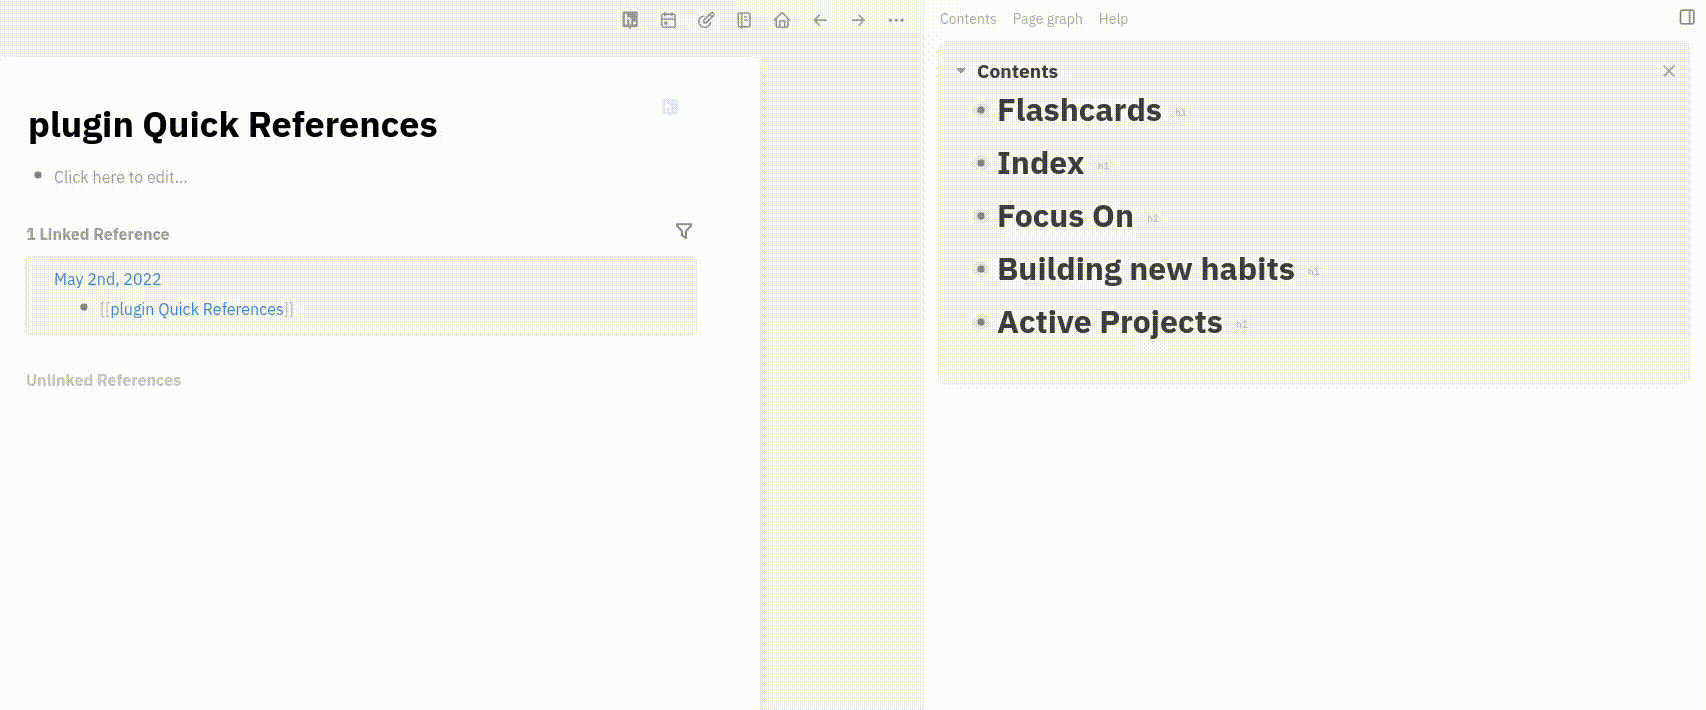 Contents Page graph Help
plugin Quick References
Click here to edit...
1 Linked Reference
May 2nd, 2022
[[plugin Quick References]]
Unlinked References
Contents
Flashcards h1
Index h1
Focus On h1
Building new habits h1
Active Projects h1